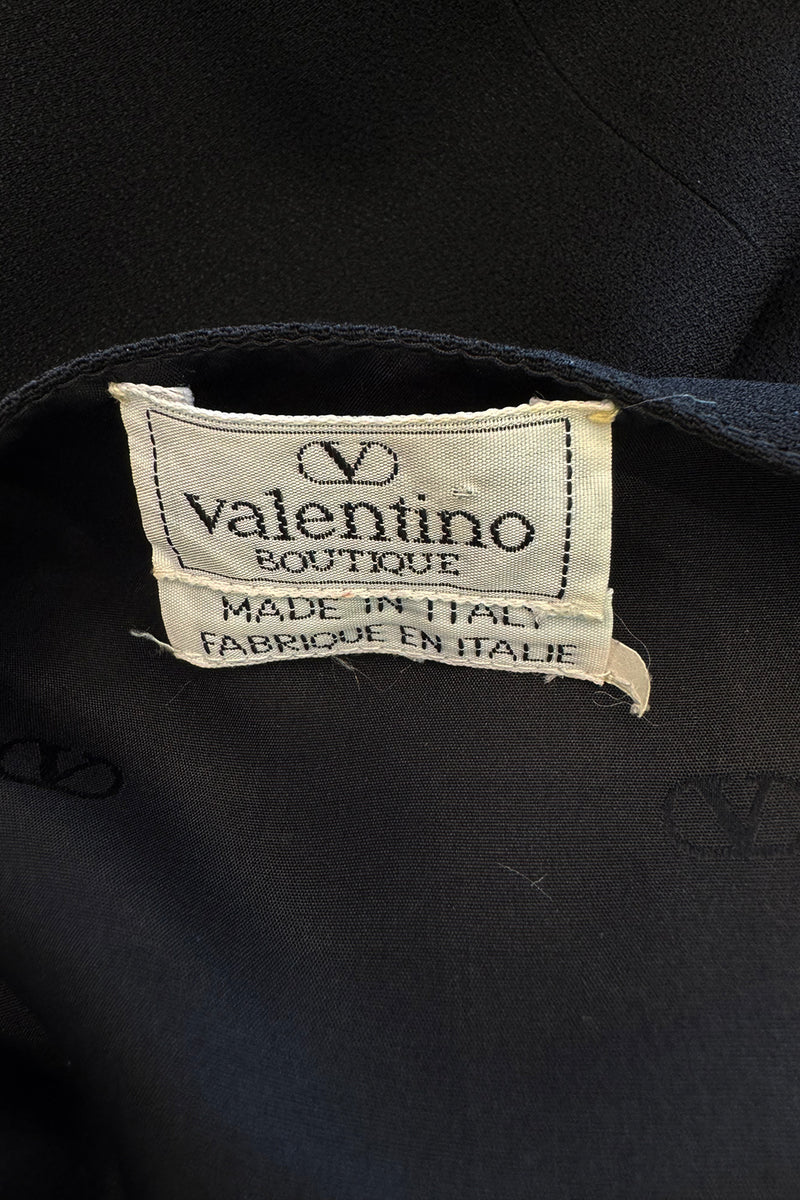 valentino
BOUTIQUE
MADE IN ITALY
FABRIQUE EN ITALIE